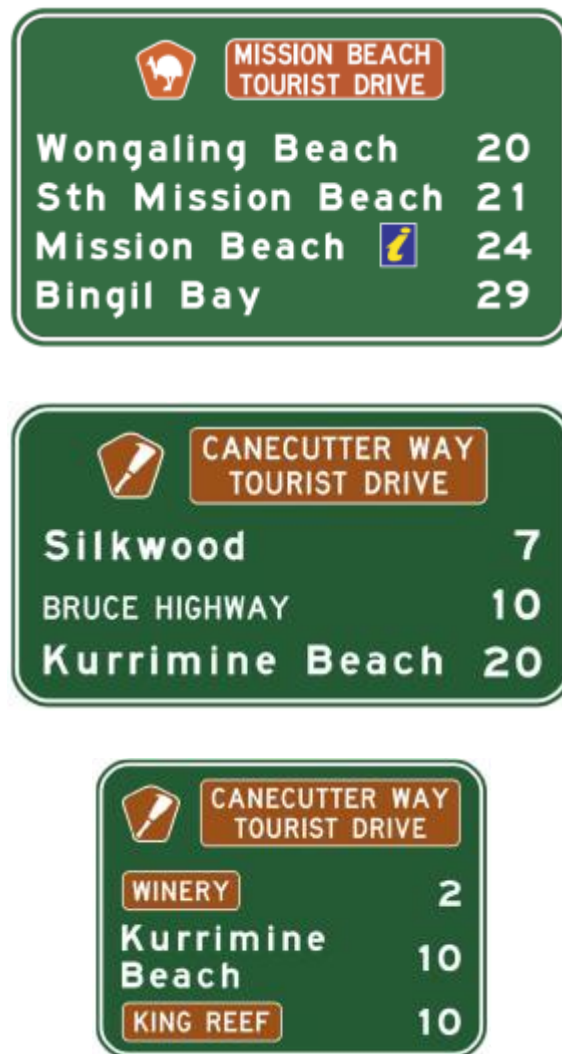 MISSION BEACH
TOURIST DRIVE
Wongaling Beach 20
Sth Mission Beach 21
Mission Beach i 24
Bingil Bay 29
CANECUTTER WAY
TOURIST DRIVE
Silkwood 7
BRUCE HIGHWAY 10
Kurrimine Beach 20
CANECUTTER WAY
TOURIST DRIVE
WINERY 2
Kurrimine
Beach 10
KING REEF 10